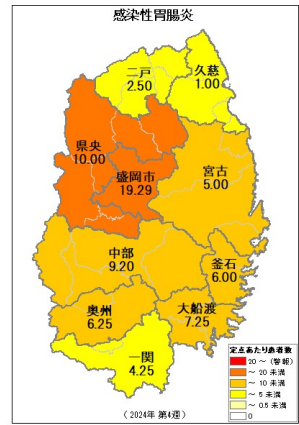 感染性胃腸炎
二戸
2.50
久慈
1.00
県央
10.00
盛岡市
19.29
宮古
5.00
中部
9.20
釜石
6.00
奥州
6.25
大船渡
7.25
一関
4.25
定点あたり患者数
20～（警報）
～ 20 未満
～ 10 未満
～ 5 未満
～ 0.5 未満
0
（2024年 第4週）